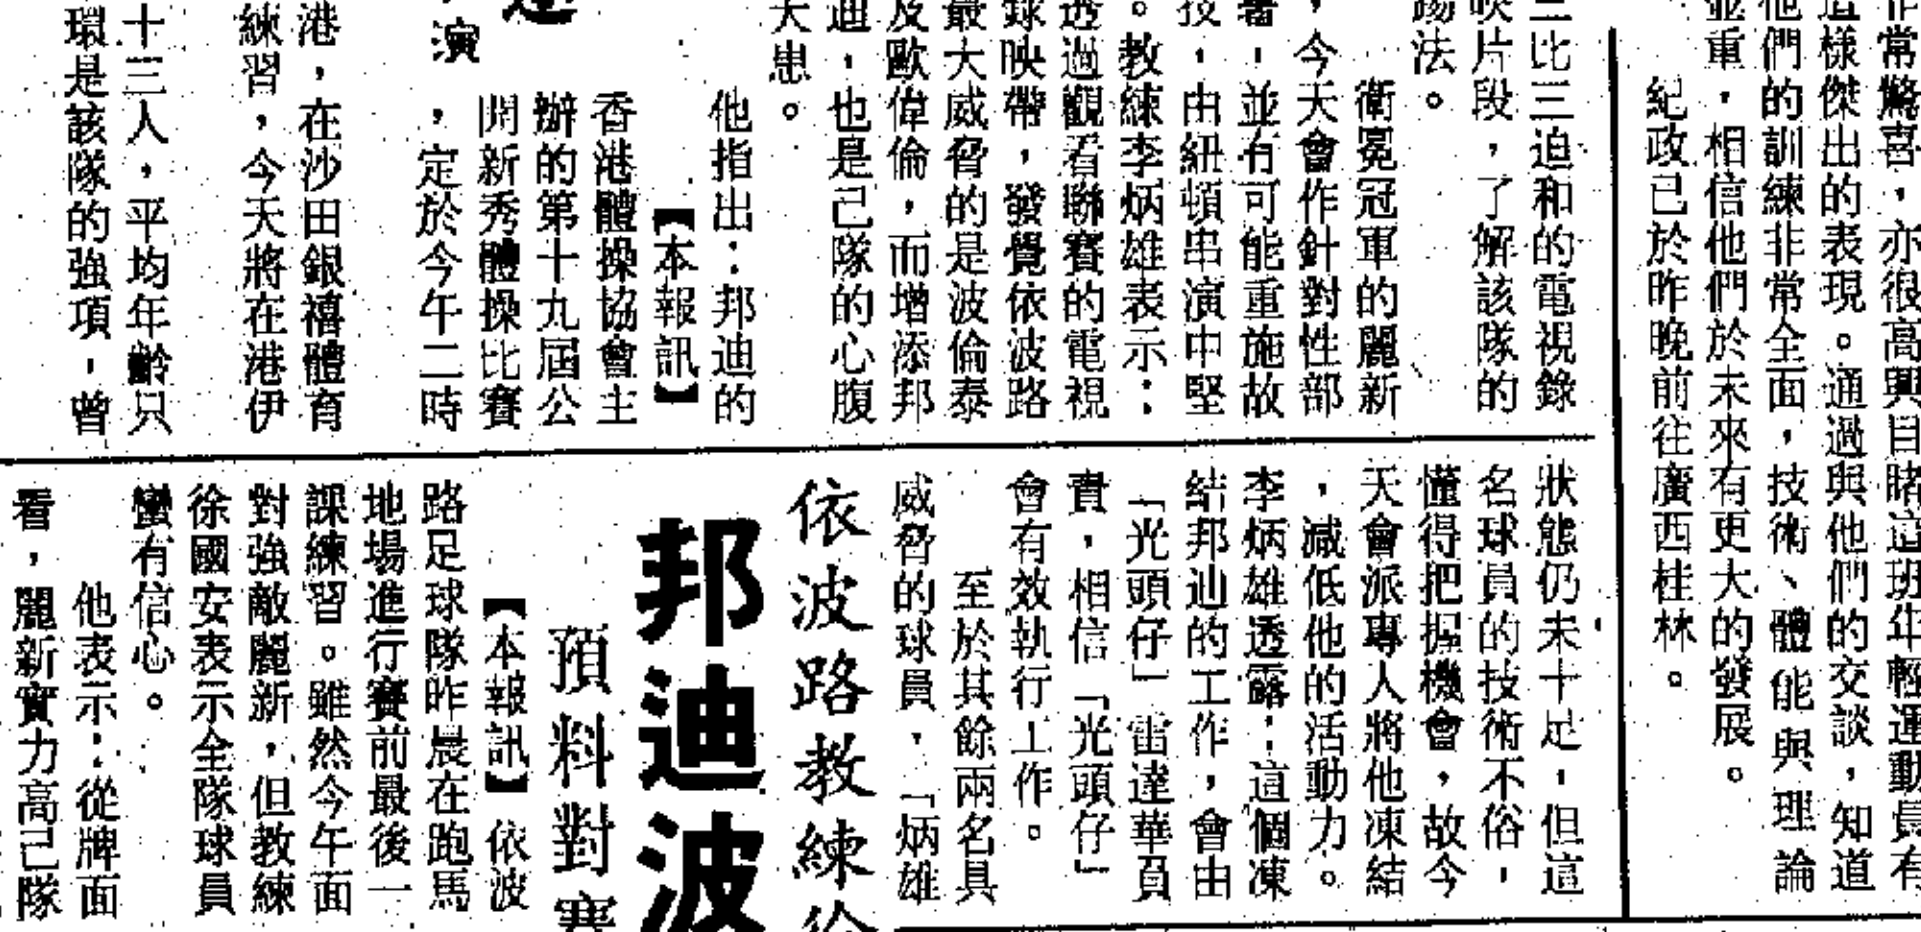 非常驚喜，亦很高興目睹這班年輕運動員有
這樣傑出的表現。通過與他們的交談，知道
他們的訓練非常全面，技術、體能與理論
並重，相信他們於未來有更大的發展。
紀政已於昨晚前往廣西桂林。
三比三迫和的電視錄
映片段，了解該隊的
踢法。
衛冕冠軍的麗新
，今天會作針對性部
署，並有可能重施故
技，由紐頓串演中堅
。教練李炳雄表示：
透過觀看聯賽的電視
球映帶，發覺依波路
最大威脅的是波倫泰
及歐偉倫，而增添邦
迪，也是己隊的心腹
大患。
他指出：邦迪的
狀態仍未十足，但這
名球員的技術不俗，
懂得把握機會，故今
天會派專人將他凍結
，減低他的活動力。
李炳雄透露：這個凍
結邦迪的工作，會由
「光頭仔」雷達華負
責，相信「光頭仔」
會有效執行工作。
至於其餘兩名具
威脅的球員，「炳雄
【本報訊】
香港體操協會主
辦的第十九屆公
開新秀體操比賽
，定於今午二時
演
港，在沙田銀禧體育
練習，今天將在港伊
十三人，平均年齡只
環是該隊的強項，曾
依波路教練徐
邦迪波
預料對賽
【本報訊】依波
路足球隊昨晨在跑馬
地場進行賽前最後一
課練習。雖然今午面
對強敵麗新，但教練
徐國安表示全隊球員
蠻有信心。
他表示：從牌面
看，麗新實力高己隊